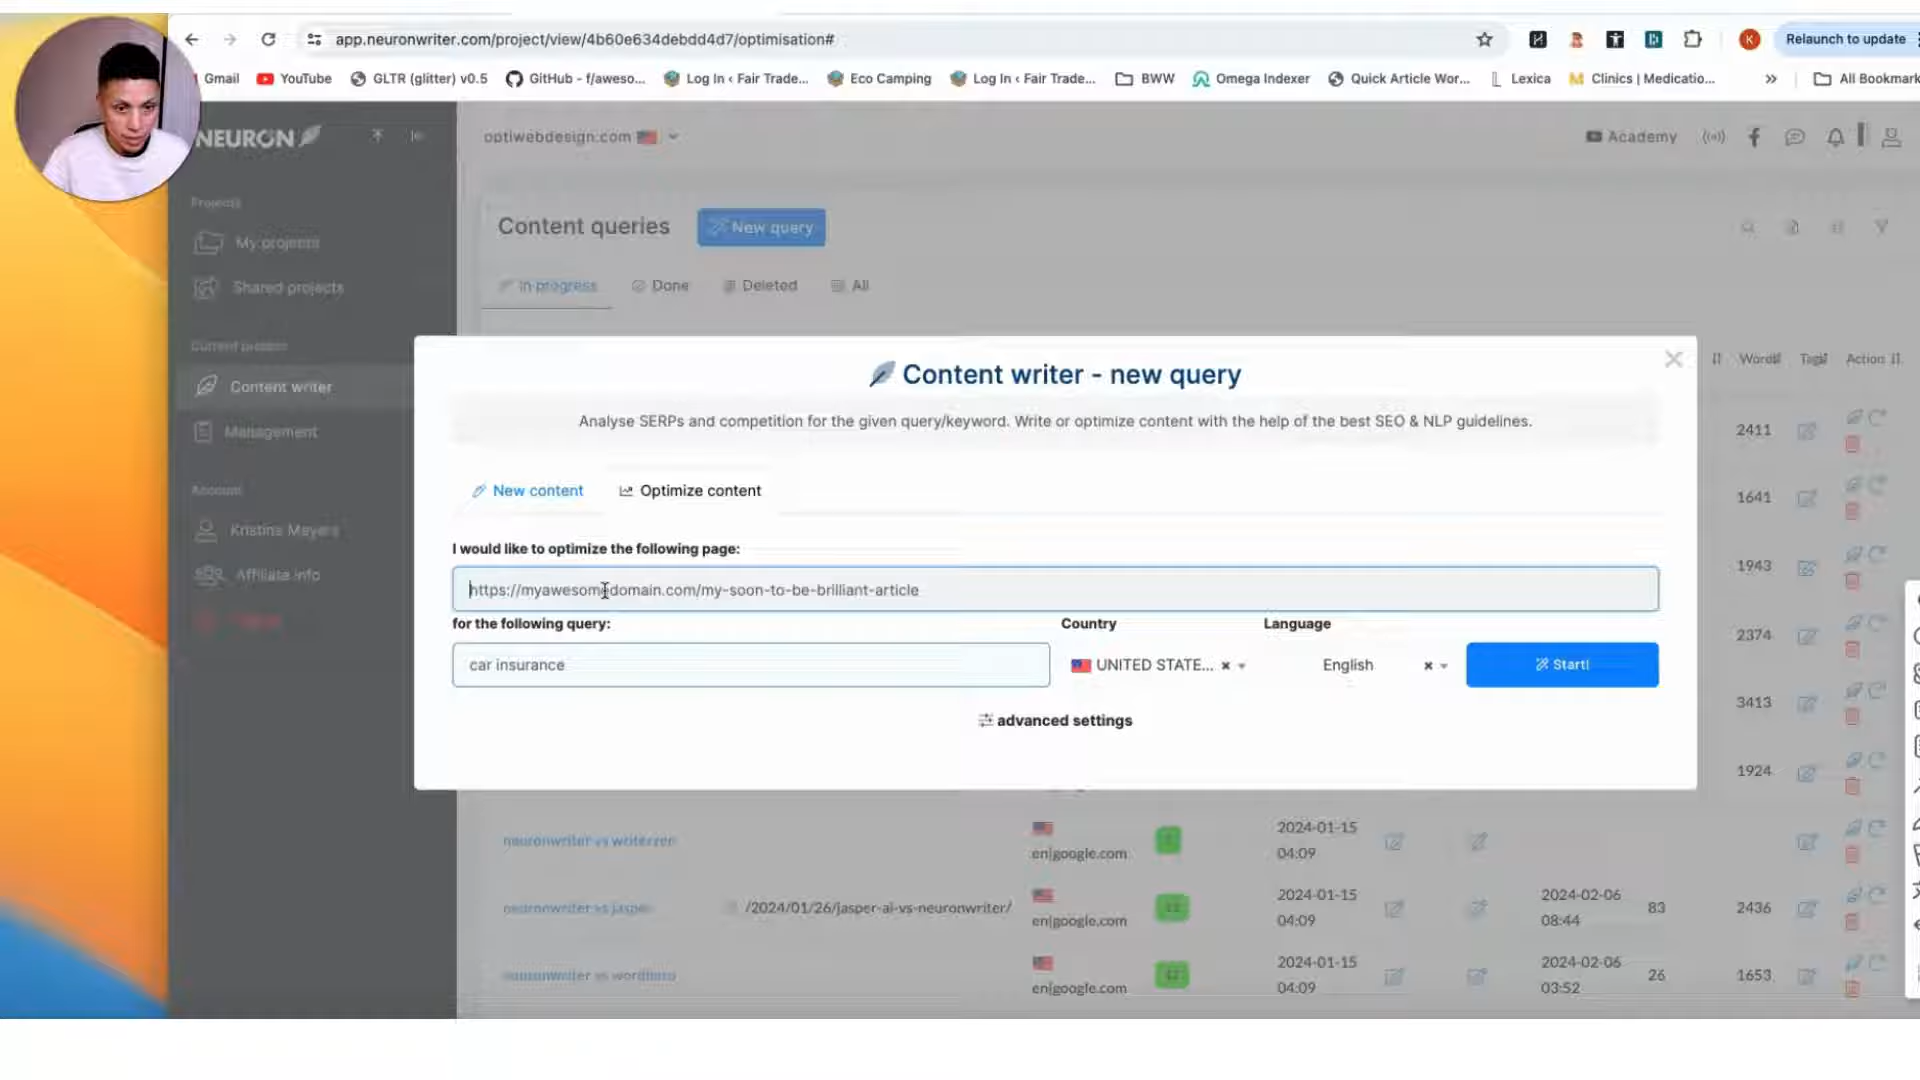 app.neuronwriter.com/project/view/4b60e634debdd4d7/optimisation#
Relaunch to update
Gmail YouTube GLTR (glitter) v0.5 GitHub - f/aweso... Log In ‹ Fair Trade... Eco Camping Log In ‹ Fair Trade... BWW Omega Indexer Quick Article Wor... Lexica Clinics | Medicatio... » All Bookmark
NEURON
optiwebdesign.com
Academy
Projects
My projects
Shared projects
Current project
Content writer
Management
Account
Kristine Meyers
Affiliate info
Content queries New query
In progress Done Deleted All
Words Tags Action
Content writer - new query
Analyse SERPs and competition for the given query/keyword. Write or optimize content with the help of the best SEO & NLP guidelines.
New content Optimize content
I would like to optimize the following page:
https://myawesomedomain.com/my-soon-to-be-brilliant-article
for the following query: Country Language
car insurance UNITED STATE... English Start!
advanced settings
2411
1641
1943
2374
3413
1924
neuronwriter vs writerzen en|google.com 2024-01-15 04:09
neuronwriter vs jasper /2024/01/26/jasper-ai-vs-neuronwriter/ en|google.com 2024-01-15 04:09 2024-02-06 08:44 83 2436
neuronwriter vs wordhero en|google.com 2024-01-15 04:09 2024-02-06 03:52 26 1653